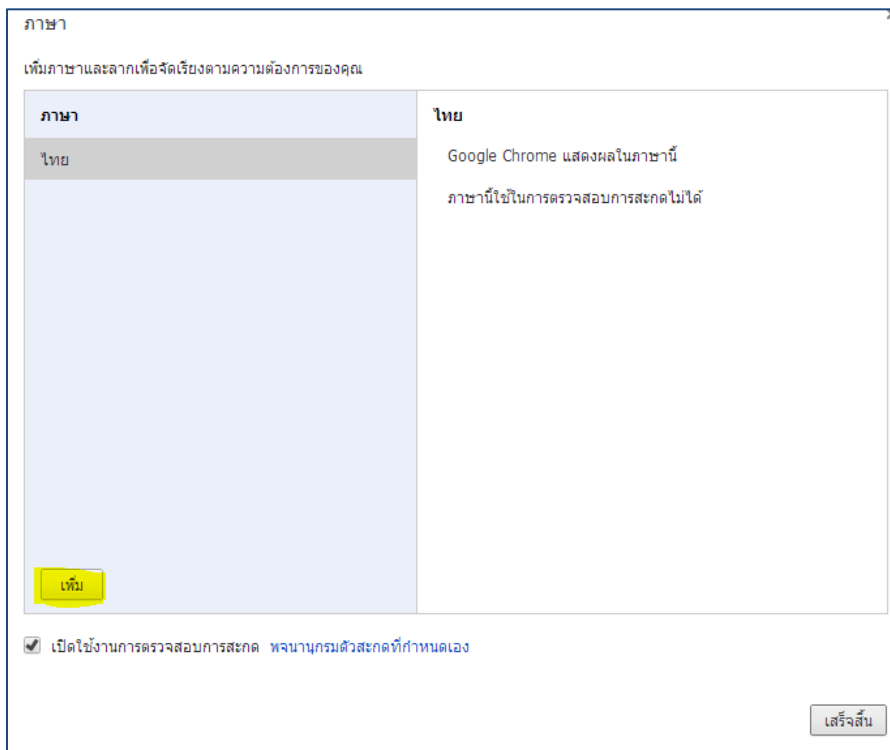 ภาษา
เพิ่มภาษาและลากเพื่อจัดเรียงตามความต้องการของคุณ
ภาษา
ไทย
ไทย
Google Chrome แสดงผลในภาษานี้
ภาษานี้ใช้ในการตรวจสอบการสะกดไม่ได้
เพิ่ม
เปิดใช้งานการตรวจสอบการสะกด พจนานุกรมตัวสะกดที่กำหนดเอง
เสร็จสิ้น